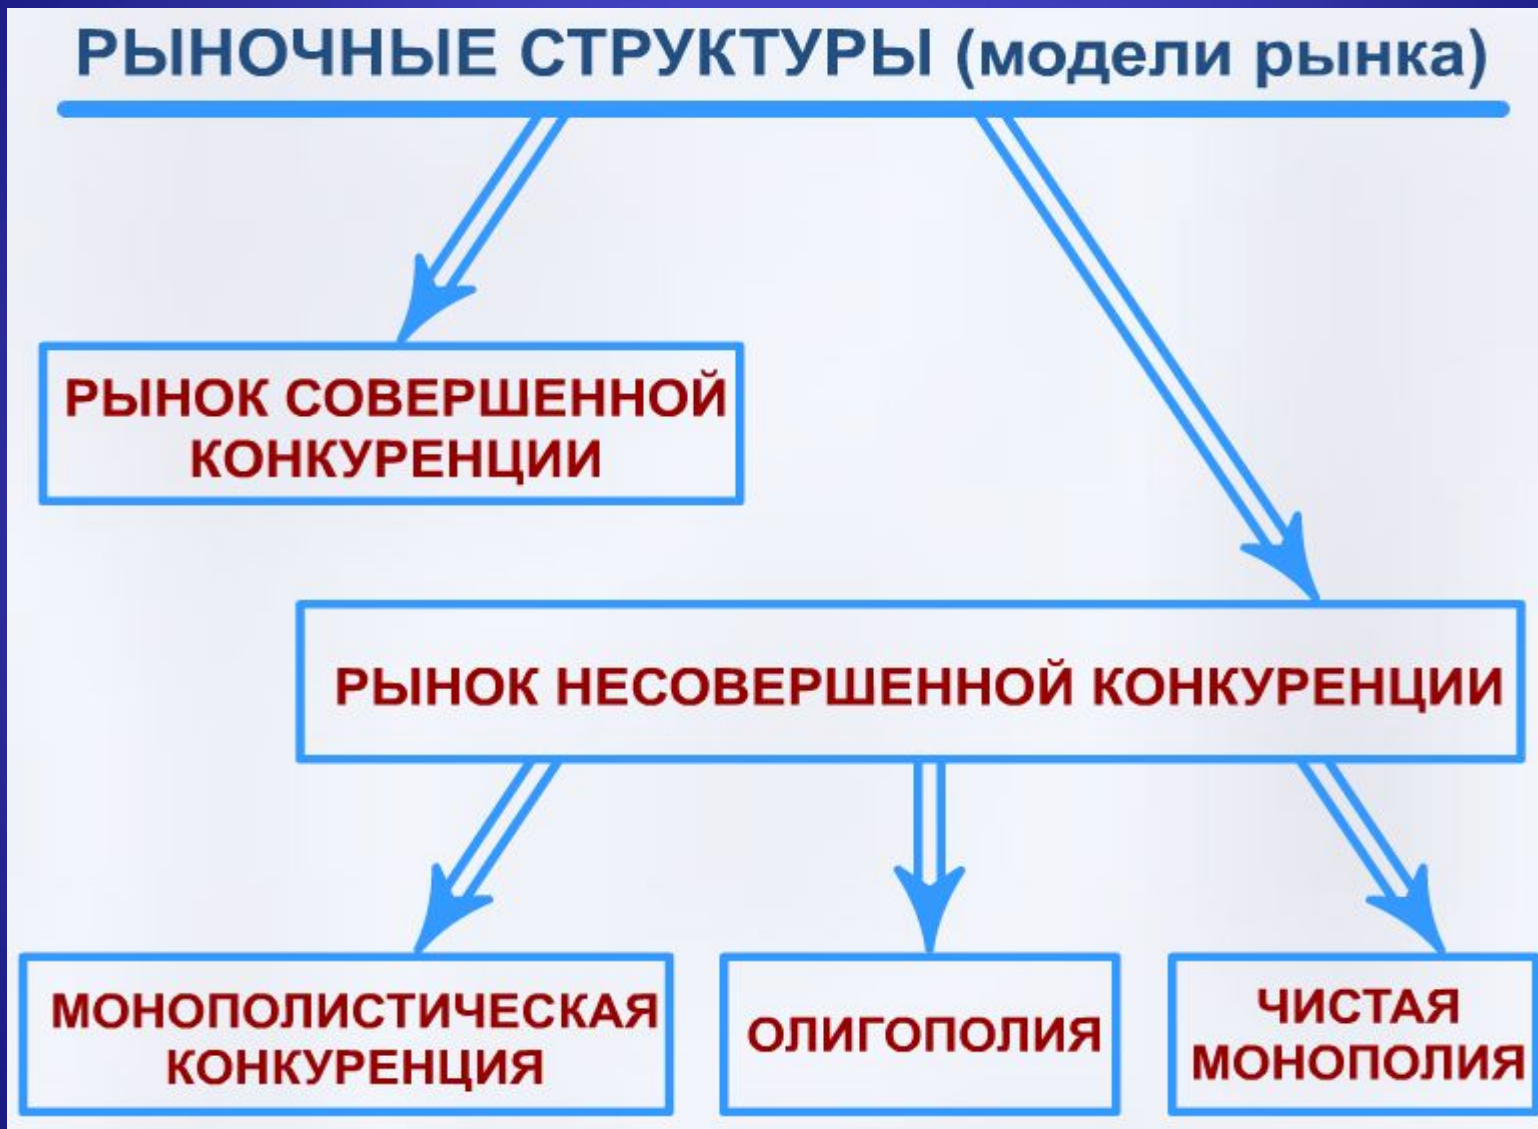 РЫНОЧНЫЕ СТРУКТУРЫ (модели рынка)
РЫНОК СОВЕРШЕННОЙ
КОНКУРЕНЦИИ
РЫНОК НЕСОВЕРШЕННОЙ КОНКУРЕНЦИИ
МОНОПОЛИСТИЧЕСКАЯ
КОНКУРЕНЦИЯ
ОЛИГОПОЛИЯ
ЧИСТАЯ
МОНОПОЛИЯ